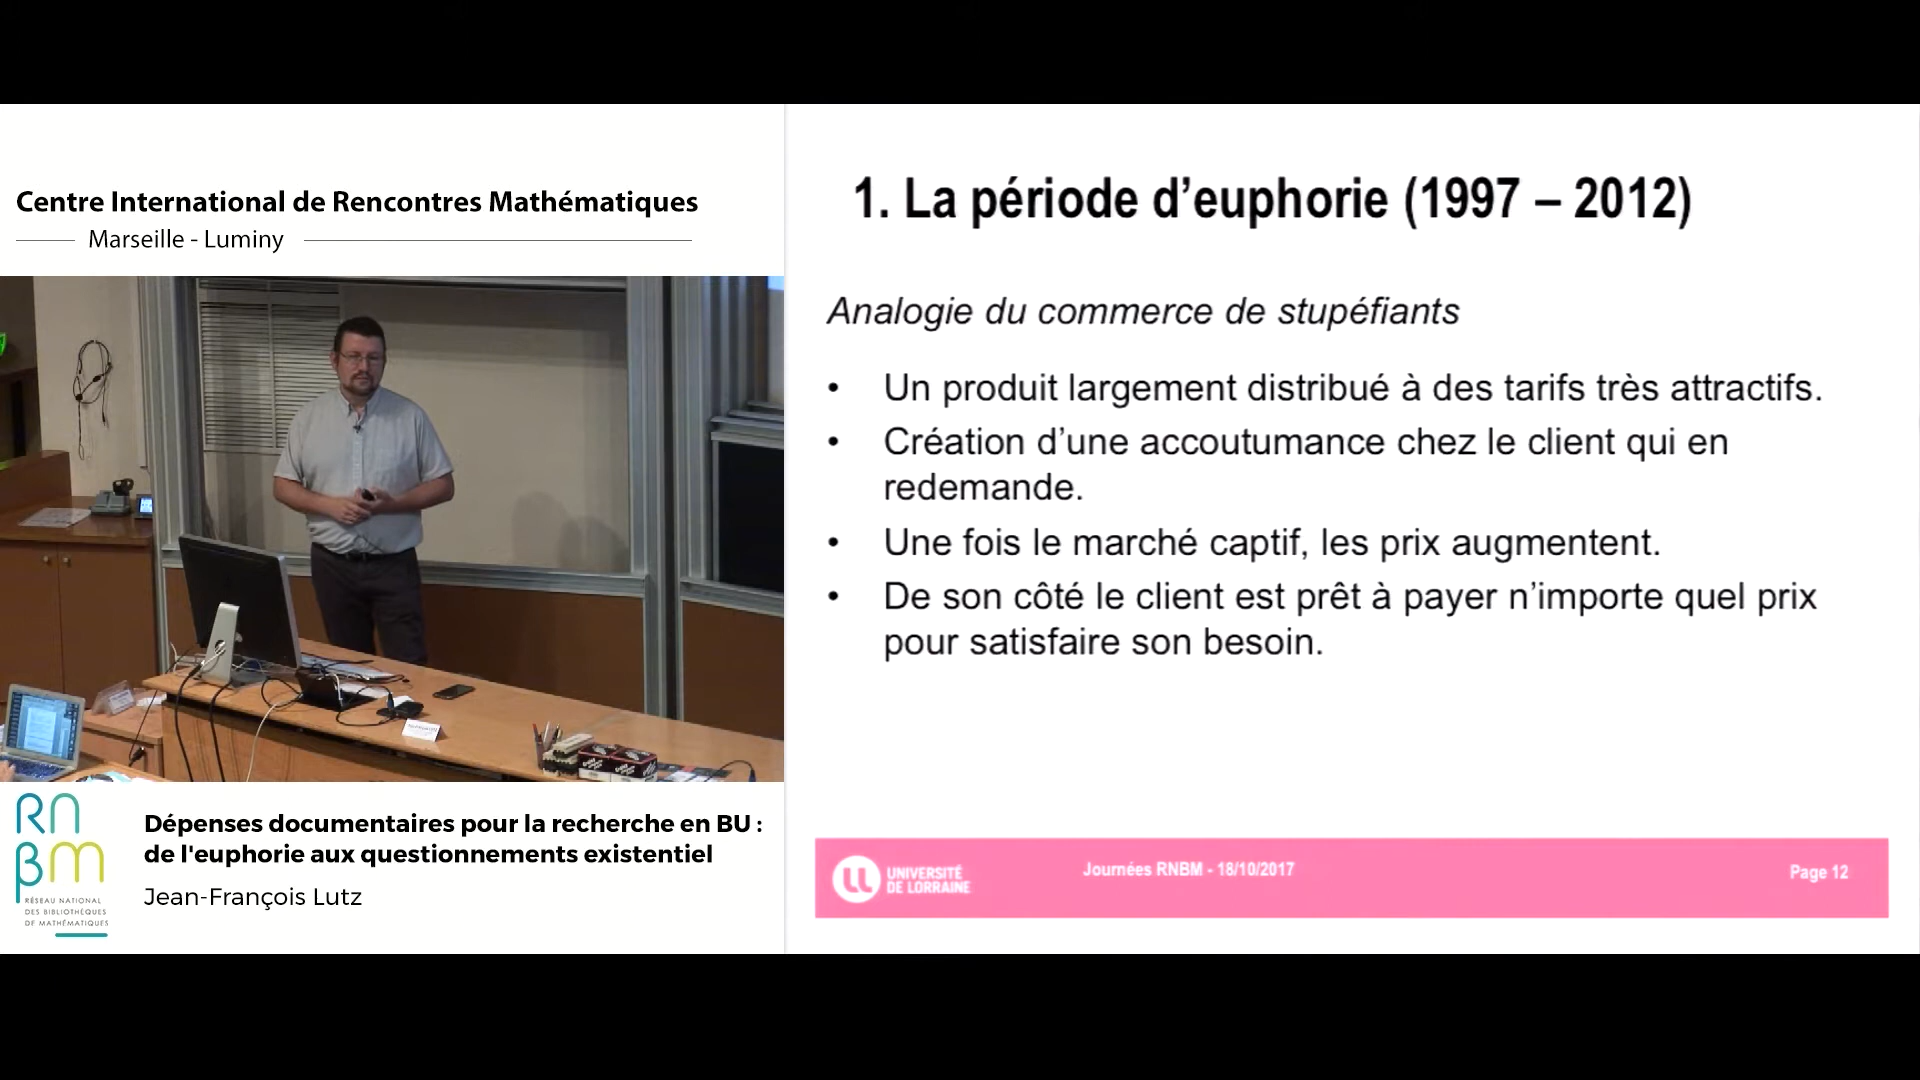 Centre International de Rencontres Mathématiques
Marseille - Luminy
RNBM
RÉSEAU NATIONAL
DES BIBLIOTHÈQUES
DE MATHÉMATIQUES
Dépenses documentaires pour la recherche en BU :
de l'euphorie aux questionnements existentiel
Jean-François Lutz
1. La période d’euphorie (1997 – 2012)
Analogie du commerce de stupéfiants
• Un produit largement distribué à des tarifs très attractifs.
• Création d’une accoutumance chez le client qui en
redemande.
• Une fois le marché captif, les prix augmentent.
• De son côté le client est prêt à payer n’importe quel prix
pour satisfaire son besoin.
UNIVERSITÉ
DE LORRAINE
Journées RNBM - 18/10/2017
Page 12